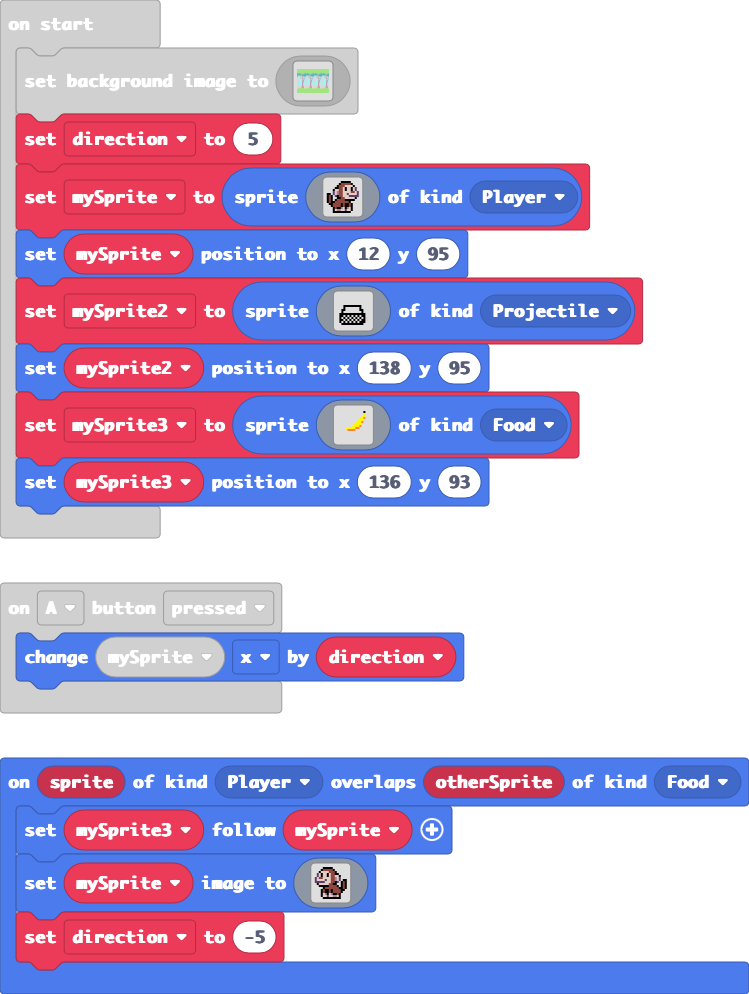 on start
set background image to
set direction to 5
set mySprite to sprite of kind Player
set mySprite position to x 12 y 95
set mySprite2 to sprite of kind Projectile
set mySprite2 position to x 138 y 95
set mySprite3 to sprite of kind Food
set mySprite3 position to x 136 y 93
on A button pressed
change mySprite x by direction
on sprite of kind Player overlaps otherSprite of kind Food
set mySprite3 follow mySprite
set mySprite image to
set direction to -5